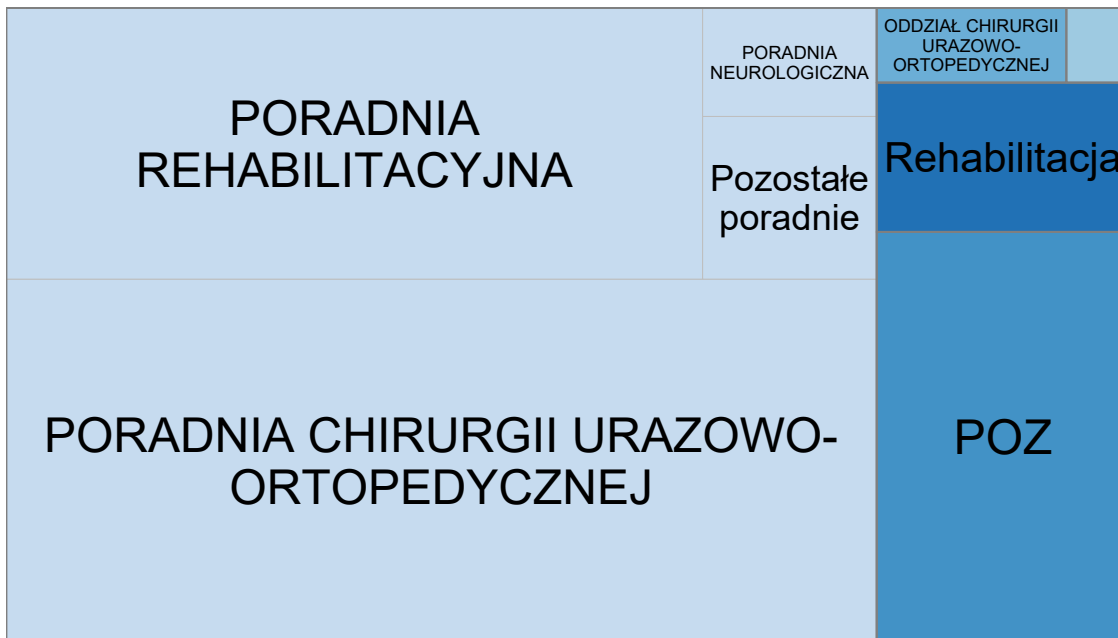 PORADNIA
REHABILITACYJNA
PORADNIA
NEUROLOGICZNA
Pozostałe
poradnie
ODDZIAŁ CHIRURGII
URAZOWO-
ORTOPEDYCZNEJ
Rehabilitacja
PORADNIA CHIRURGII URAZOWO-
ORTOPEDYCZNEJ
POZ